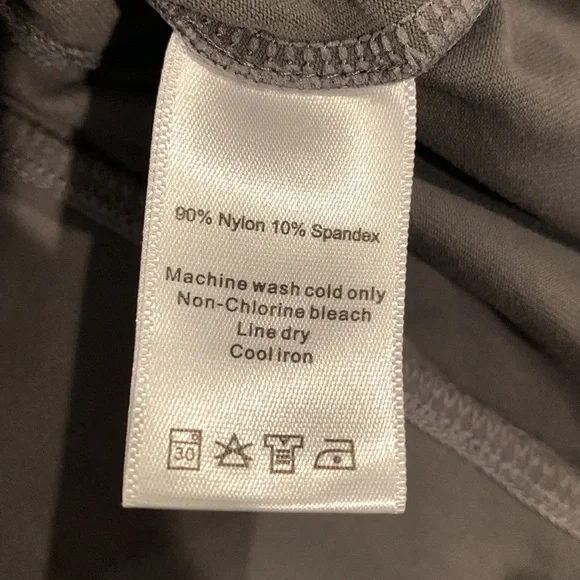 90% Nylon 10% Spandex
Machine wash cold only
Non-Chlorine bleach
Line dry
Cool iron
30